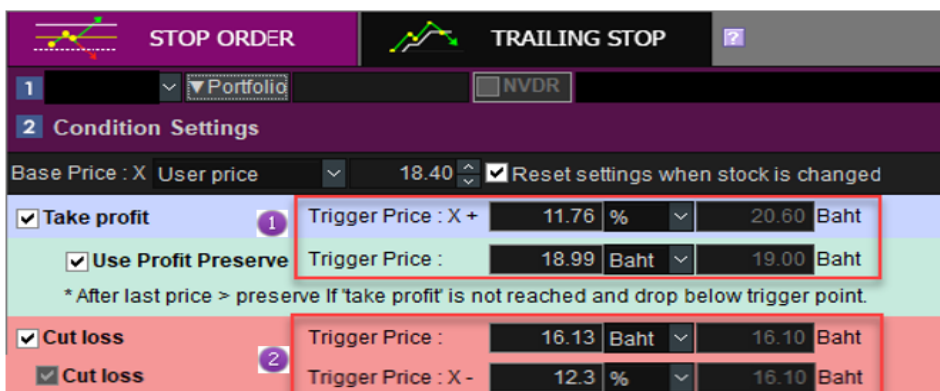 STOP ORDER TRAILING STOP ?
1 ▼Portfolio NVDR
2 Condition Settings
Base Price : X User price 18.40 Reset settings when stock is changed
Take profit 1 Trigger Price : X + 11.76 % 20.60 Baht
Use Profit Preserve Trigger Price : 18.99 Baht 19.00 Baht
* After last price > preserve If 'take profit' is not reached and drop below trigger point.
Cut loss 2 Trigger Price : 16.13 Baht 16.10 Baht
Cut loss Trigger Price : X - 12.3 % 16.10 Baht